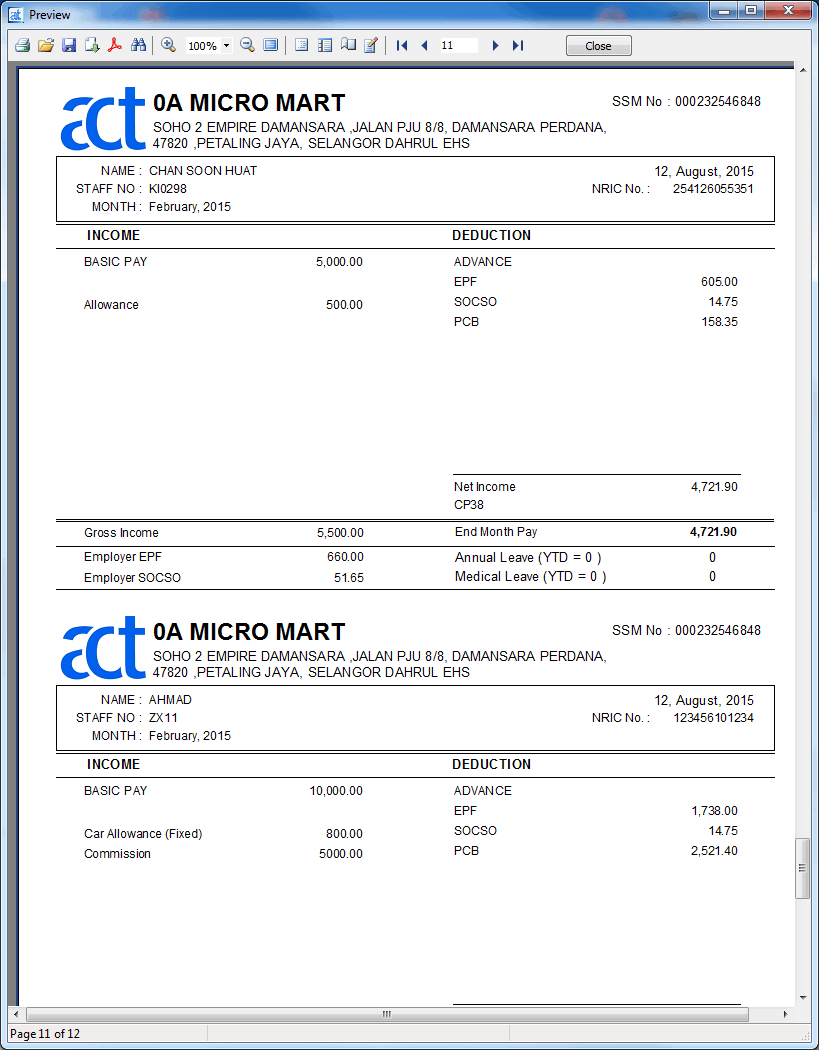 Preview
100%
11
Close
act 0A MICRO MART SSM No : 000232546848
SOHO 2 EMPIRE DAMANSARA ,JALAN PJU 8/8, DAMANSARA PERDANA,
47820 ,PETALING JAYA, SELANGOR DAHRUL EHS
NAME : CHAN SOON HUAT 12, August, 2015
STAFF NO : KI0298 NRIC No. : 254126055351
MONTH : February, 2015
INCOME DEDUCTION
BASIC PAY 5,000.00 ADVANCE
EPF 605.00
Allowance 500.00 SOCSO 14.75
PCB 158.35
Net Income 4,721.90
CP38
Gross Income 5,500.00 End Month Pay 4,721.90
Employer EPF 660.00 Annual Leave (YTD = 0 ) 0
Employer SOCSO 51.65 Medical Leave (YTD = 0 ) 0
act 0A MICRO MART SSM No : 000232546848
SOHO 2 EMPIRE DAMANSARA ,JALAN PJU 8/8, DAMANSARA PERDANA,
47820 ,PETALING JAYA, SELANGOR DAHRUL EHS
NAME : AHMAD 12, August, 2015
STAFF NO : ZX11 NRIC No. : 123456101234
MONTH : February, 2015
INCOME DEDUCTION
BASIC PAY 10,000.00 ADVANCE
EPF 1,738.00
Car Allowance (Fixed) 800.00 SOCSO 14.75
Commission 5000.00 PCB 2,521.40
Page 11 of 12